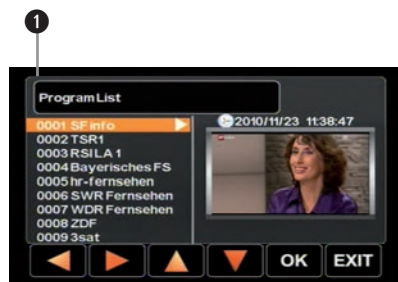 1
Program List
2010/11/23 11:38:47
0001 SF info
0002 TSR1
0003 RSI LA 1
0004 Bayerisches FS
0005 hr-fernsehen
0006 SWR Fernsehen
0007 WDR Fernsehen
0008 ZDF
0009 3sat
OK
EXIT